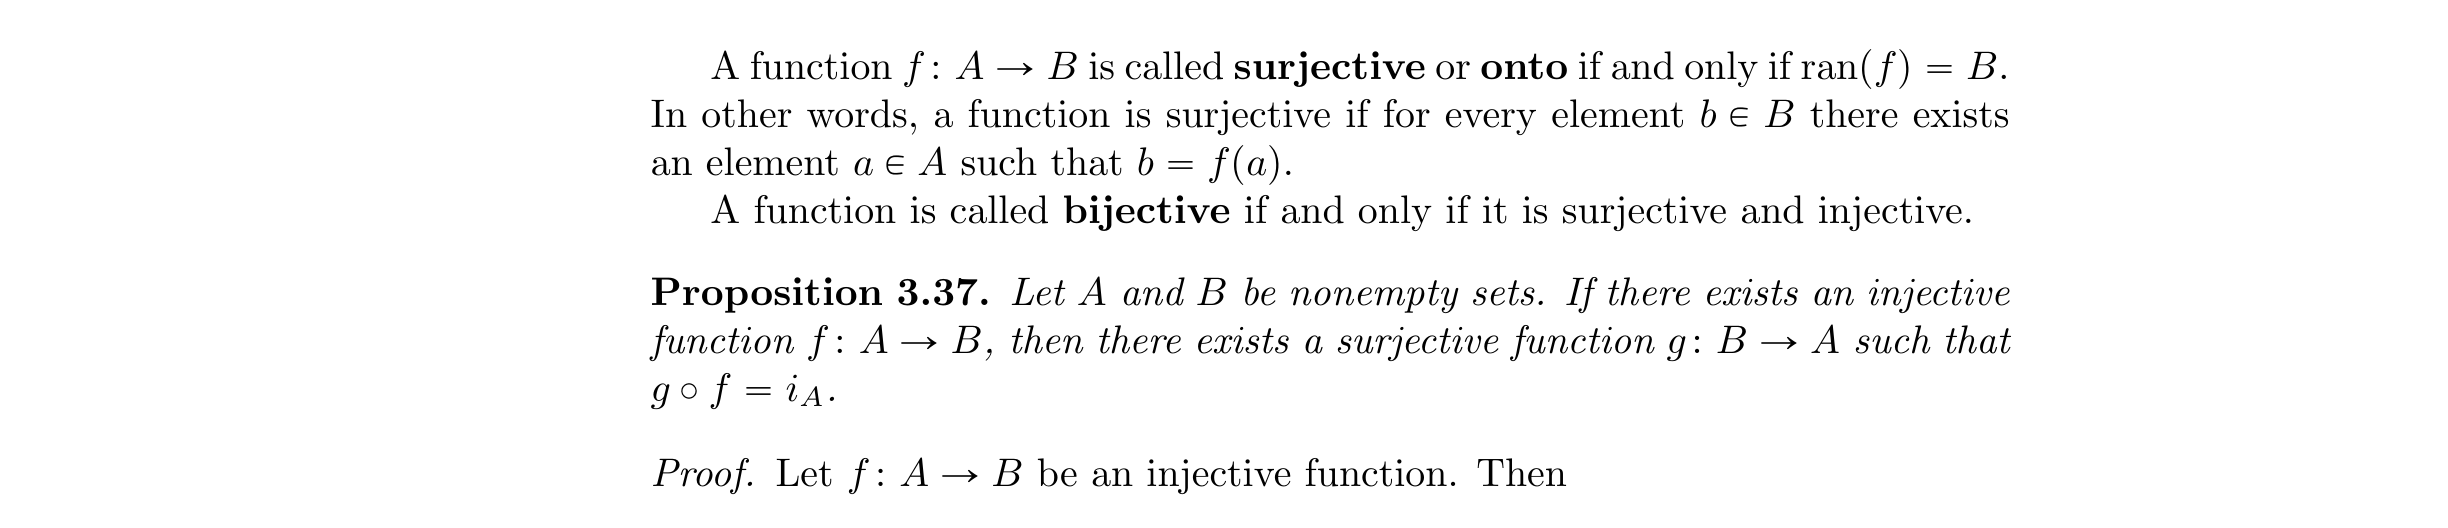 A function f : A → B is called surjective or onto if and only if ran(f) = B.
In other words, a function is surjective if for every element b ∈ B there exists
an element a ∈ A such that b = f(a).
A function is called bijective if and only if it is surjective and injective.
Proposition 3.37. Let A and B be nonempty sets. If there exists an injective
function f : A → B, then there exists a surjective function g : B → A such that
g ∘ f = i_A.
Proof. Let f : A → B be an injective function. Then